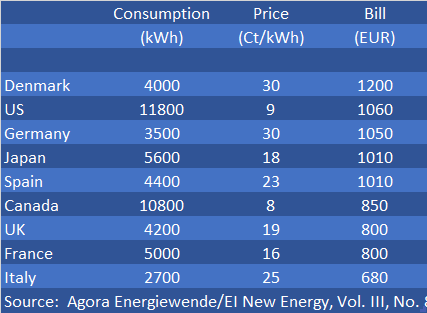 Consumption Price Bill
(kWh) (Ct/kWh) (EUR)
Denmark 4000 30 1200
US 11800 9 1060
Germany 3500 30 1050
Japan 5600 18 1010
Spain 4400 23 1010
Canada 10800 8 850
UK 4200 19 800
France 5000 16 800
Italy 2700 25 680
Source: Agora Energiewende/EI New Energy, Vol. III, No.